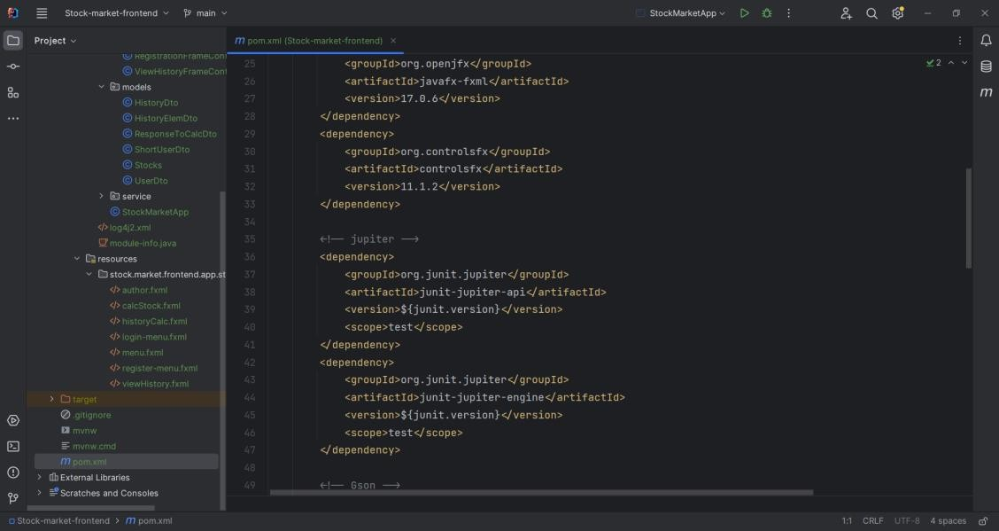 Stock-market-frontend
main
StockMarketApp
Project
pom.xml (Stock-market-frontend)
2
RegistrationFrameCont
ViewHistoryFrameCont
models
HistoryDto
HistoryElemDto
ResponseToCalcDto
ShortUserDto
Stocks
UserDto
service
StockMarketApp
log4j2.xml
module-info.java
resources
stock.market.frontend.app.st
author.fxml
calcStock.fxml
historyCalc.fxml
login-menu.fxml
menu.fxml
register-menu.fxml
viewHistory.fxml
target
.gitignore
mvnw
mvnw.cmd
pom.xml
External Libraries
Scratches and Consoles
25 <groupId>org.openjfx</groupId>
26 <artifactId>javafx-fxml</artifactId>
27 <version>17.0.6</version>
28 </dependency>
29 <dependency>
30 <groupId>org.controlsfx</groupId>
31 <artifactId>controlsfx</artifactId>
32 <version>11.1.2</version>
33 </dependency>
34
35 <!-- jupiter -->
36 <dependency>
37 <groupId>org.junit.jupiter</groupId>
38 <artifactId>junit-jupiter-api</artifactId>
39 <version>${junit.version}</version>
40 <scope>test</scope>
41 </dependency>
42 <dependency>
43 <groupId>org.junit.jupiter</groupId>
44 <artifactId>junit-jupiter-engine</artifactId>
45 <version>${junit.version}</version>
46 <scope>test</scope>
47 </dependency>
48
49 <!-- Gson -->
Stock-market-frontend > pom.xml
1:1 CRLF UTF-8 4 spaces